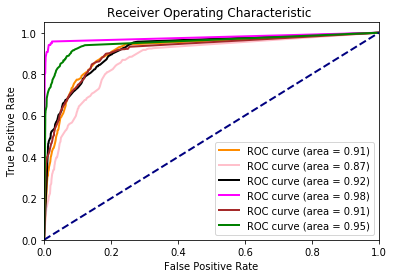 Receiver Operating Characteristic
True Positive Rate
1.0
0.8
0.6
0.4
0.2
0.0
ROC curve (area = 0.91)
ROC curve (area = 0.87)
ROC curve (area = 0.92)
ROC curve (area = 0.98)
ROC curve (area = 0.91)
ROC curve (area = 0.95)
0.0 0.2 0.4 0.6 0.8 1.0
False Positive Rate